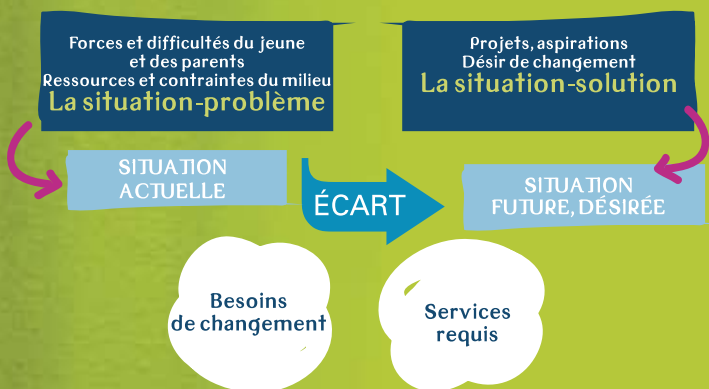 Forces et difficultés du jeune
et des parents
Ressources et contraintes du milieu
La situation-problème
Projets, aspirations
Désir de changement
La situation-solution
SITUATION
ACTUELLE
ÉCART
SITUATION
FUTURE, DÉSIRÉE
Besoins
de changement
Services
requis